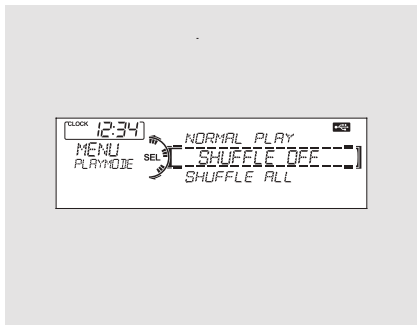 CLOCK 12:34
MENU
PLAYMODE
SEL
NORMAL PLAY
SHUFFLE OFF
SHUFFLE ALL